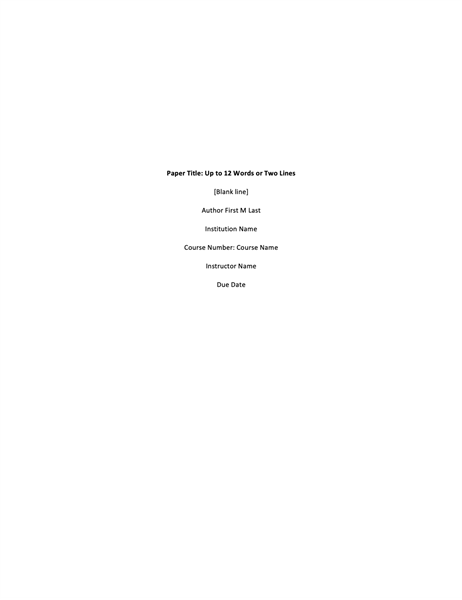 Paper Title: Up to 12 Words or Two Lines
[Blank line]
Author First M Last
Institution Name
Course Number: Course Name
Instructor Name
Due Date